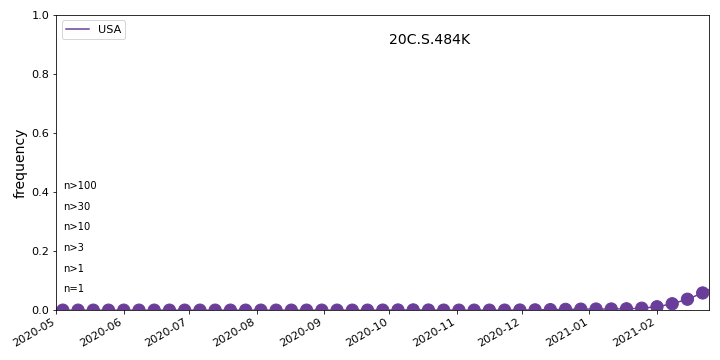 1.0
USA
20C.S.484K
0.8
0.6
frequency
0.4
n>100
n>30
n>10
0.2
n>3
n>1
n=1
0.0
2020-05
2020-06
2020-07
2020-08
2020-09
2020-10
2020-11
2020-12
2021-01
2021-02